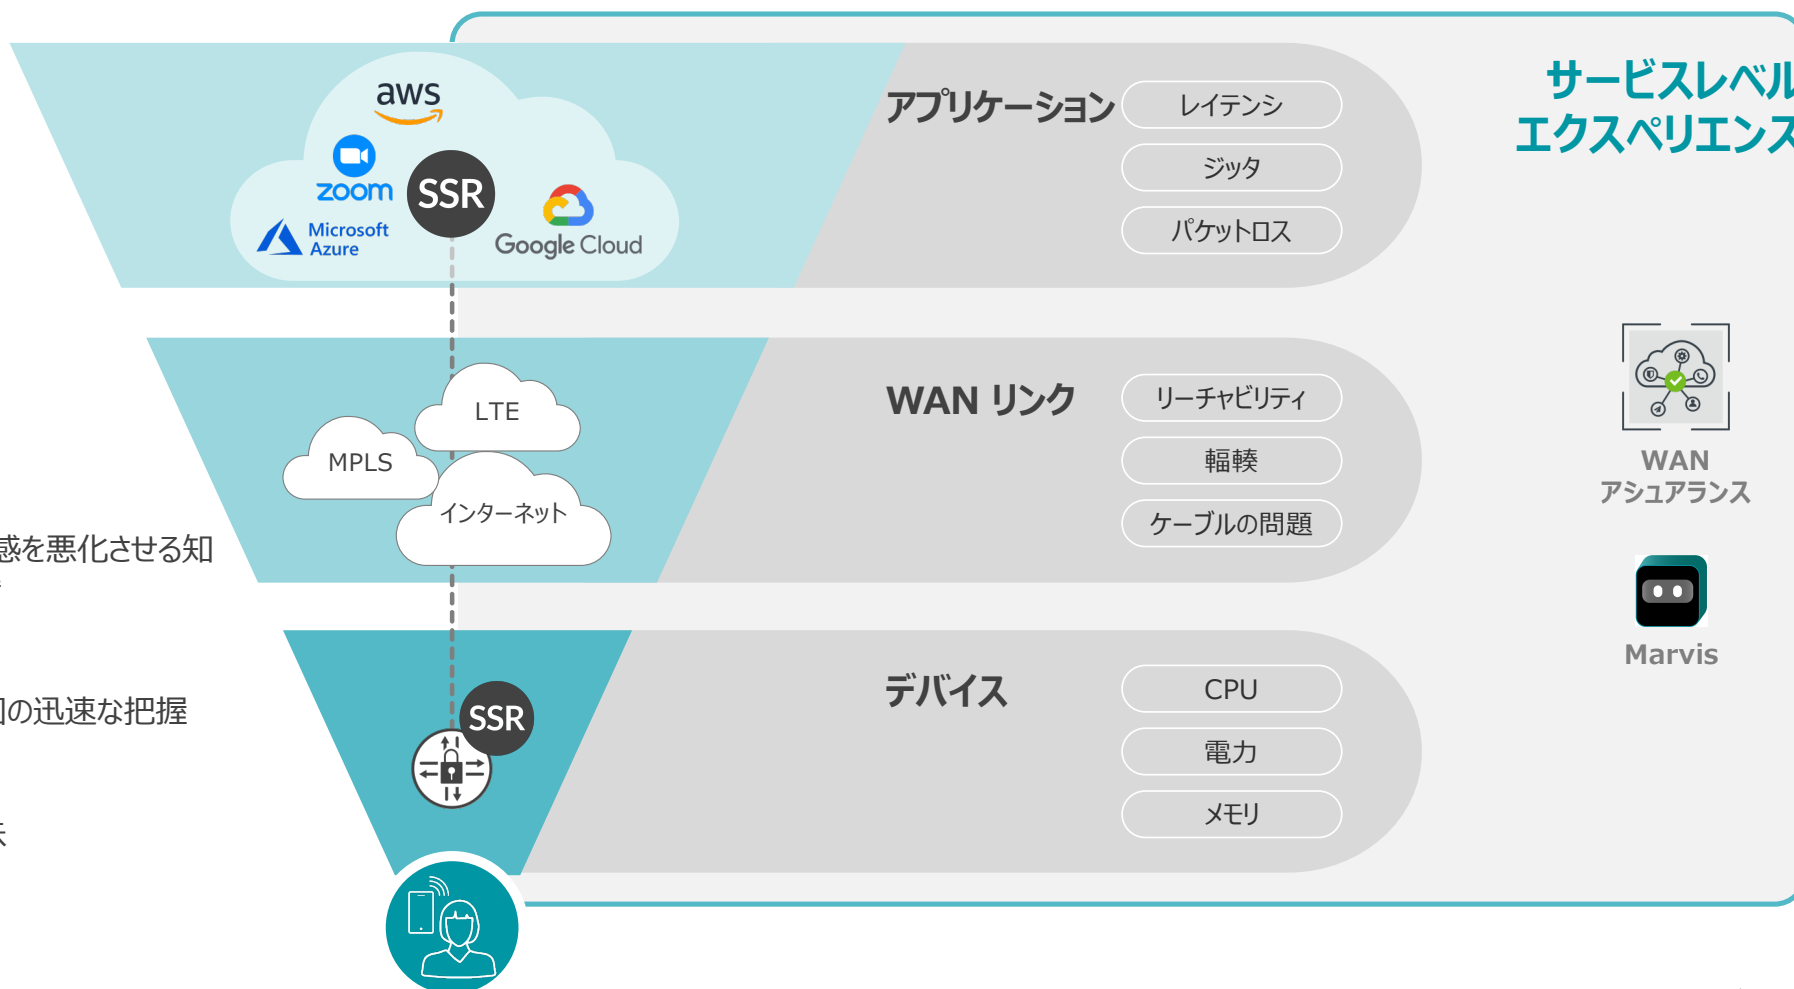 aws
zoom
SSR
Microsoft
Azure
Google Cloud
アプリケーション
レイテンシ
ジッタ
パケットロス
サービスレベル
エクスペリエンス
LTE
MPLS
インターネット
WAN リンク
リーチャビリティ
輻輳
ケーブルの問題
WAN
アシュアランス
感を悪化させる知
の迅速な把握
SSR
デバイス
CPU
電力
メモリ
Marvis